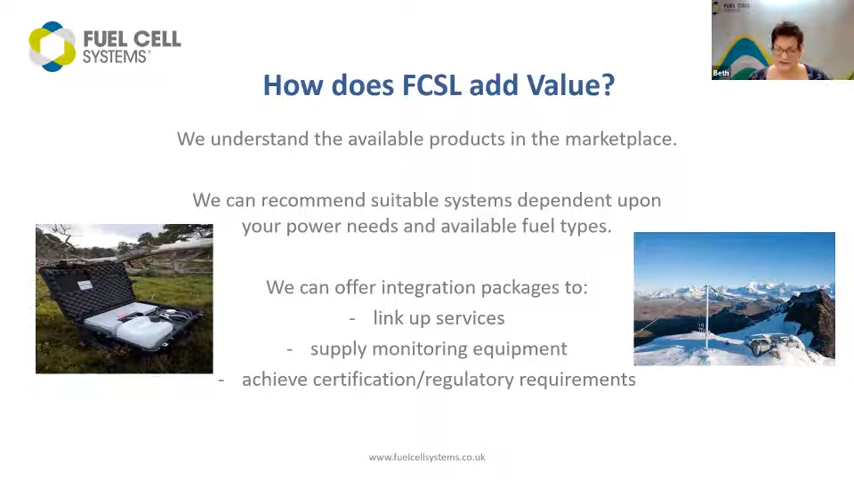 FUEL CELL
SYSTEMS
FUEL CELL
Beth
How does FCSL add Value?
We understand the available products in the marketplace.
We can recommend suitable systems dependent upon
your power needs and available fuel types.
We can offer integration packages to:
- link up services
- supply monitoring equipment
- achieve certification/regulatory requirements
www.fuelcellsystems.co.uk